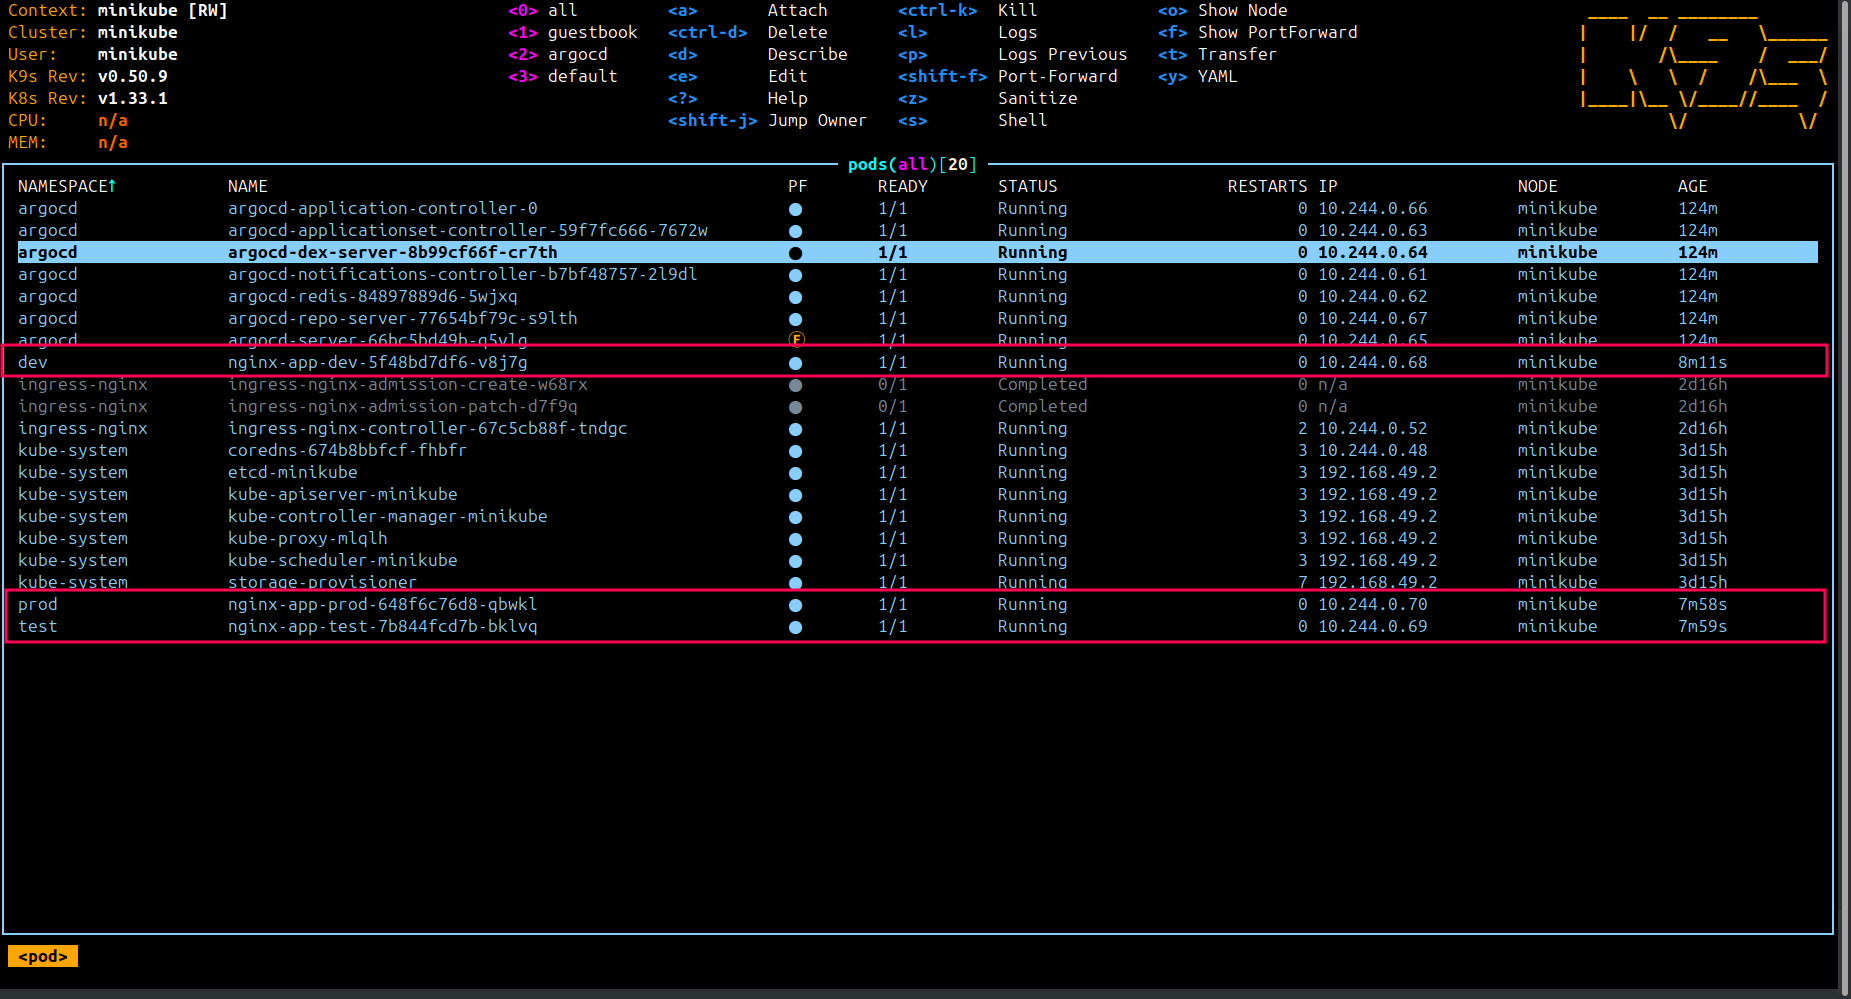 Context: minikube [RW] <0> all <a> Attach <ctrl-k> Kill <o> Show Node
Cluster: minikube <1> guestbook <ctrl-d> Delete <l> Logs <f> Show PortForward
User: minikube <2> argocd <d> Describe <p> Logs Previous <t> Transfer
K9s Rev: v0.50.9 <3> default <e> Edit <shift-f> Port-Forward <y> YAML
K8s Rev: v1.33.1 <?> Help <z> Sanitize
CPU: n/a <shift-j> Jump Owner <s> Shell
MEM: n/a
pods(all)[20]
NAMESPACE↑ NAME PF READY STATUS RESTARTS IP NODE AGE
argocd argocd-application-controller-0 ● 1/1 Running 0 10.244.0.66 minikube 124m
argocd argocd-applicationset-controller-59f7fc666-7672w ● 1/1 Running 0 10.244.0.63 minikube 124m
argocd argocd-dex-server-8b99cf66f-cr7th ● 1/1 Running 0 10.244.0.64 minikube 124m
argocd argocd-notifications-controller-b7bf48757-2l9dl ● 1/1 Running 0 10.244.0.61 minikube 124m
argocd argocd-redis-84897889d6-5wjxq ● 1/1 Running 0 10.244.0.62 minikube 124m
argocd argocd-repo-server-77654bf79c-s9lth ● 1/1 Running 0 10.244.0.67 minikube 124m
argocd argocd-server-66bc5bd49b-q5vlg Ⓕ 1/1 Running 0 10.244.0.65 minikube 124m
dev nginx-app-dev-5f48bd7df6-v8j7g ● 1/1 Running 0 10.244.0.68 minikube 8m11s
ingress-nginx ingress-nginx-admission-create-w68rx ● 0/1 Completed 0 n/a minikube 2d16h
ingress-nginx ingress-nginx-admission-patch-d7f9q ● 0/1 Completed 0 n/a minikube 2d16h
ingress-nginx ingress-nginx-controller-67c5cb88f-tndgc ● 1/1 Running 2 10.244.0.52 minikube 2d16h
kube-system coredns-674b8bbfcf-fhbfr ● 1/1 Running 3 10.244.0.48 minikube 3d15h
kube-system etcd-minikube ● 1/1 Running 3 192.168.49.2 minikube 3d15h
kube-system kube-apiserver-minikube ● 1/1 Running 3 192.168.49.2 minikube 3d15h
kube-system kube-controller-manager-minikube ● 1/1 Running 3 192.168.49.2 minikube 3d15h
kube-system kube-proxy-mlqlh ● 1/1 Running 3 192.168.49.2 minikube 3d15h
kube-system kube-scheduler-minikube ● 1/1 Running 3 192.168.49.2 minikube 3d15h
kube-system storage-provisioner ● 1/1 Running 7 192.168.49.2 minikube 3d15h
prod nginx-app-prod-648f6c76d8-qbwkl ● 1/1 Running 0 10.244.0.70 minikube 7m58s
test nginx-app-test-7b844fcd7b-bklvq ● 1/1 Running 0 10.244.0.69 minikube 7m59s
<pod>